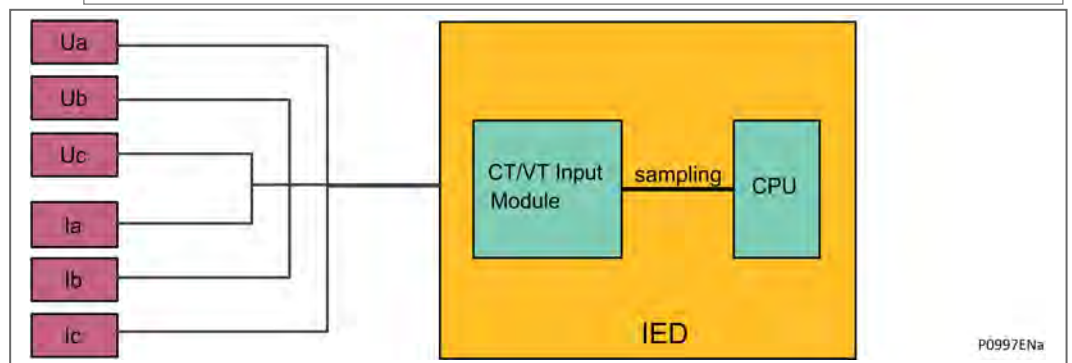 Ua
Ub
Uc
Ia
Ib
Ic
CT/VT Input
Module
sampling
CPU
IED
P0997ENa